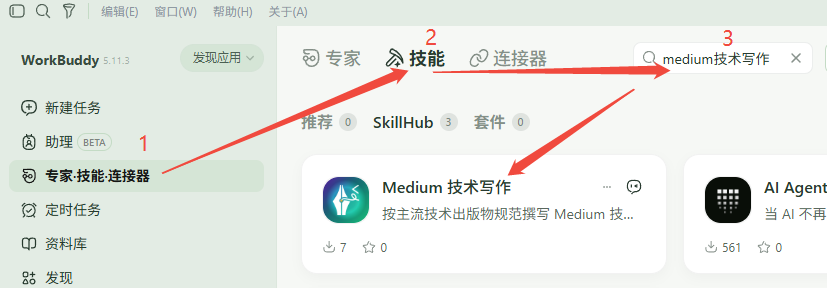 编辑(E) 窗口(W) 帮助(H) 关于(A)
WorkBuddy 5.11.3 发现应用
新建任务
助理 BETA
1
专家·技能·连接器
定时任务
资料库
发现
2
3
专家 技能 连接器 medium技术写作
推荐 0 SkillHub 3 套件 0
Medium 技术写作
按主流技术出版物规范撰写 Medium 技...
7 0
AI Agent
当 AI 不再
561 0